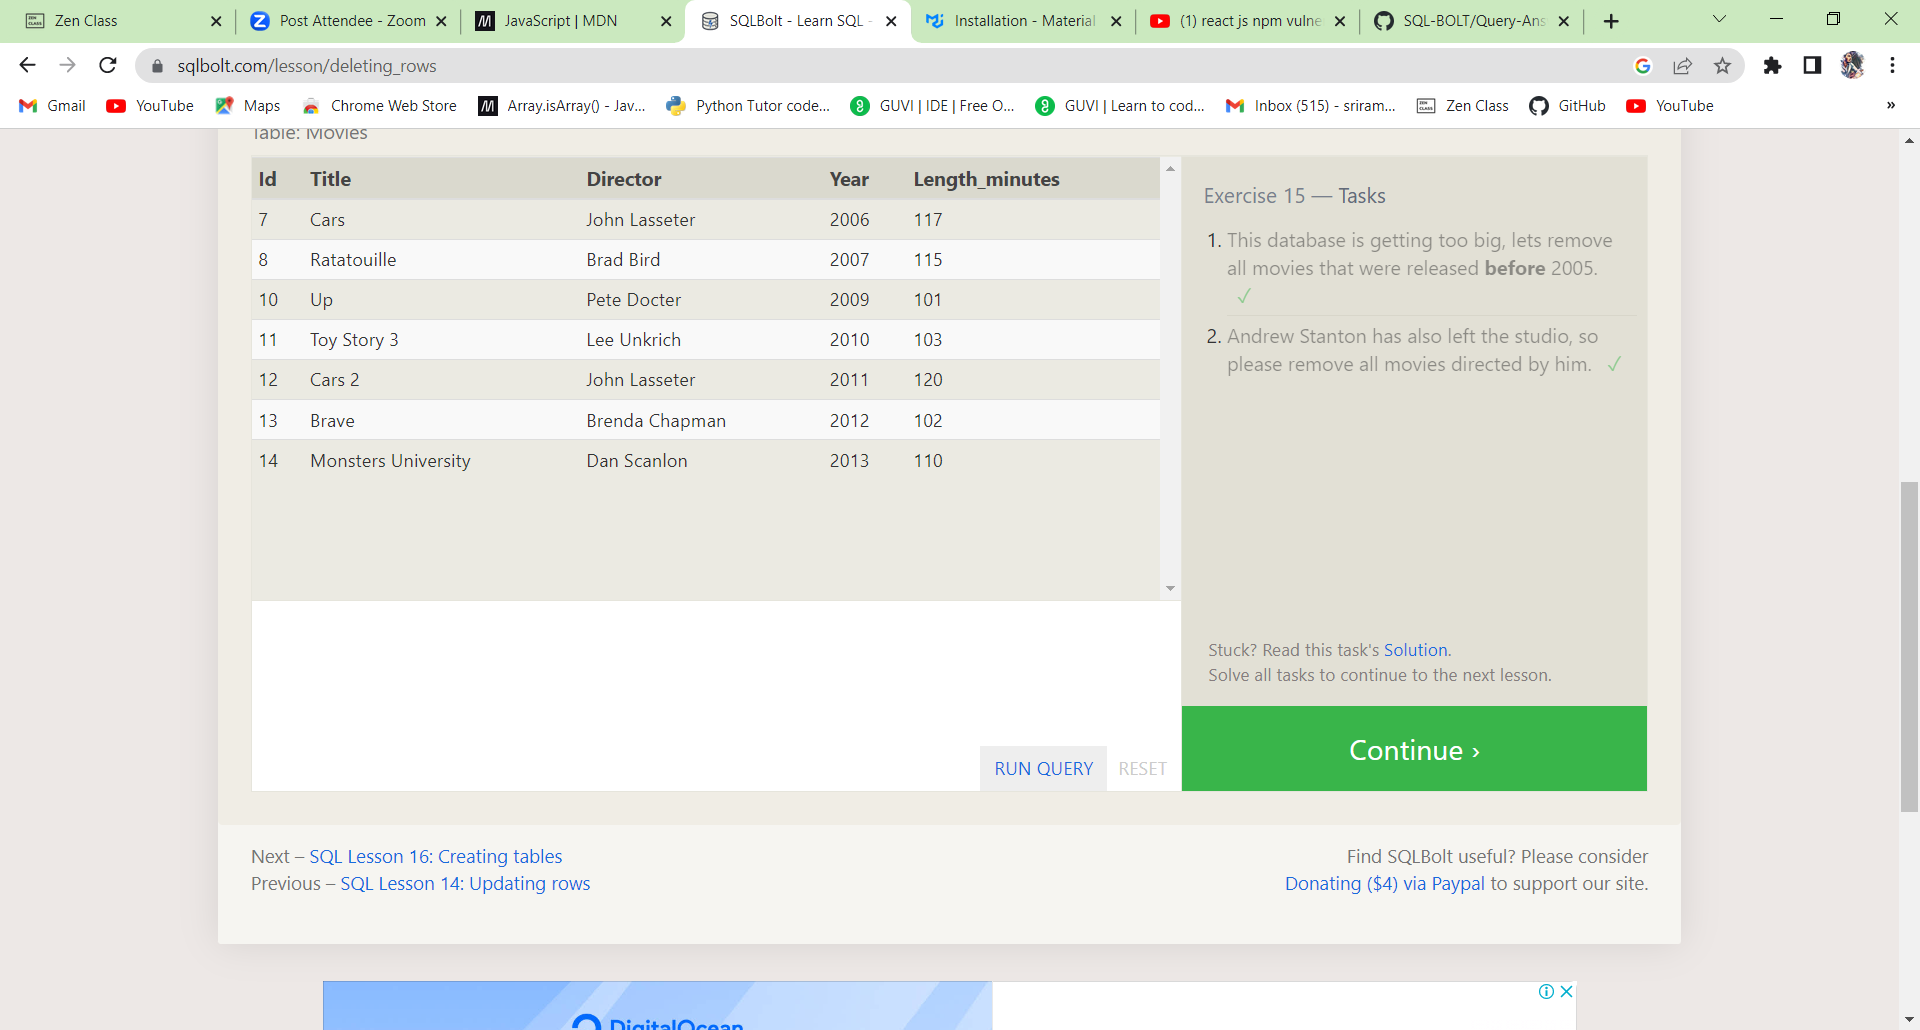 Zen Class
Post Attendee - Zoom
JavaScript | MDN
SQLBolt - Learn SQL -
Installation - Material
(1) react js npm vulne
SQL-BOLT/Query-Ans
sqlbolt.com/lesson/deleting_rows
Gmail
YouTube
Maps
Chrome Web Store
Array.isArray() - Jav...
Python Tutor code...
GUVI | IDE | Free O...
GUVI | Learn to cod...
Inbox (515) - sriram...
Zen Class
GitHub
YouTube
»
Table: Movies
Id Title Director Year Length_minutes
7 Cars John Lasseter 2006 117
8 Ratatouille Brad Bird 2007 115
10 Up Pete Docter 2009 101
11 Toy Story 3 Lee Unkrich 2010 103
12 Cars 2 John Lasseter 2011 120
13 Brave Brenda Chapman 2012 102
14 Monsters University Dan Scanlon 2013 110
RUN QUERY
RESET
Exercise 15 — Tasks
1. This database is getting too big, lets remove
all movies that were released before 2005.
✓
2. Andrew Stanton has also left the studio, so
please remove all movies directed by him. ✓
Stuck? Read this task's Solution.
Solve all tasks to continue to the next lesson.
Continue ›
Next – SQL Lesson 16: Creating tables
Previous – SQL Lesson 14: Updating rows
Find SQLBolt useful? Please consider
Donating ($4) via Paypal to support our site.
DigitalOcean